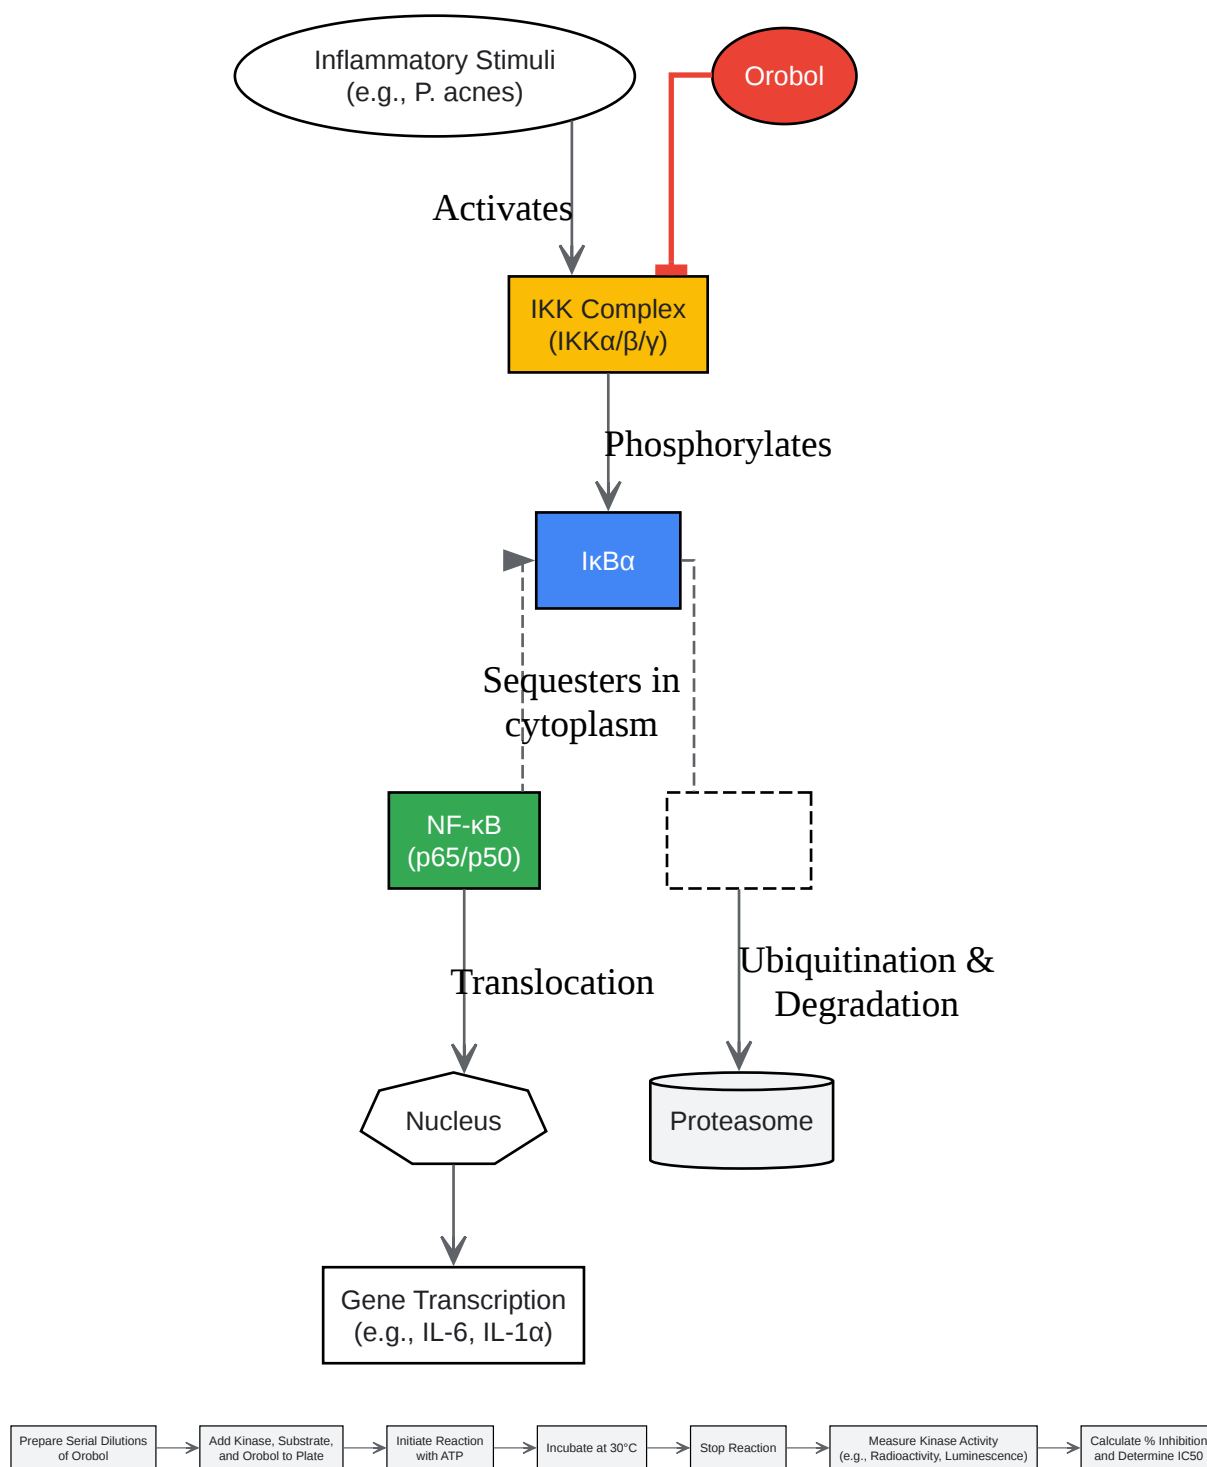 Inflammatory Stimuli
(e.g., P. acnes)
Orobol
Activates
IKK Complex
(IKKα/β/γ)
Phosphorylates
IκBα
Sequesters in
cytoplasm
NF-κB
(p65/p50)
Translocation
Ubiquitination &
Degradation
Nucleus
Proteasome
Gene Transcription
(e.g., IL-6, IL-1α)
Prepare Serial Dilutions
of Orobol
Add Kinase, Substrate,
and Orobol to Plate
Initiate Reaction
with ATP
Incubate at 30°C
Stop Reaction
Measure Kinase Activity
(e.g., Radioactivity, Luminescence)
Calculate % Inhibition
and Determine IC50